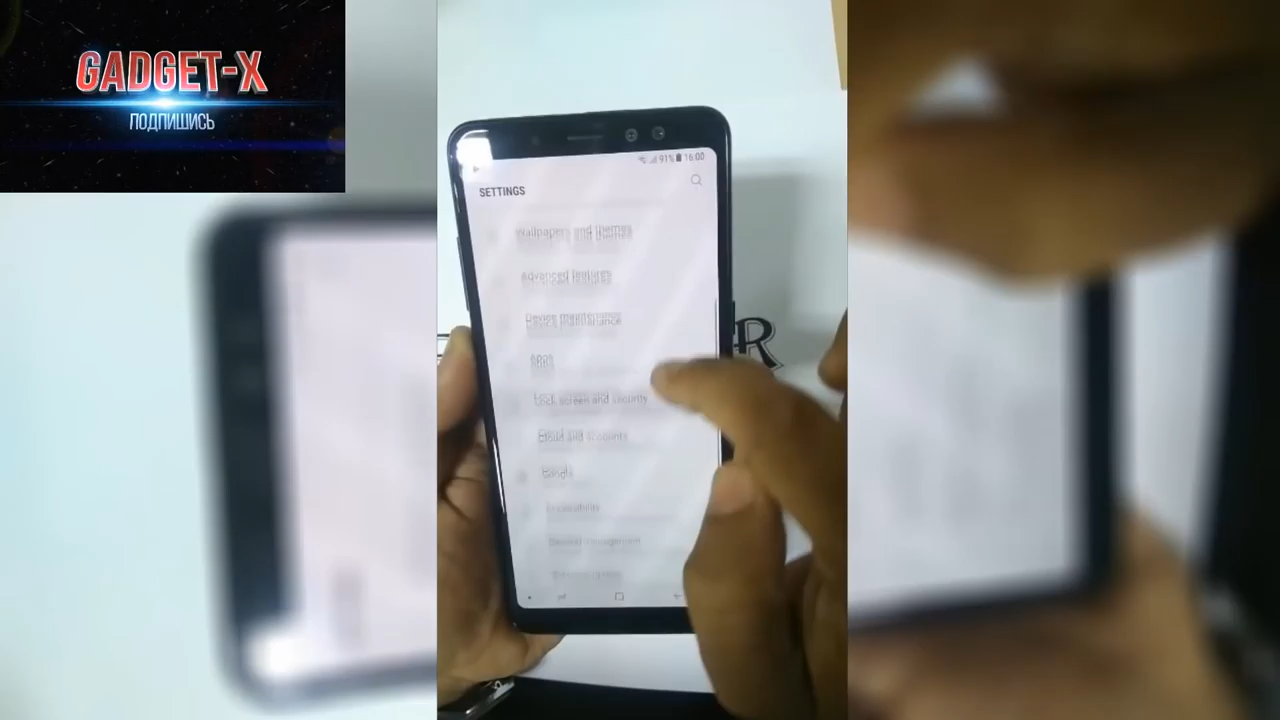 GADGET-X
ПОДПИШИСЬ
91% 16:00
SETTINGS
Wallpapers and themes
Advanced features
Device maintenance
Apps
Lock screen and security
Cloud and accounts
Google
Accessibility
General management
R